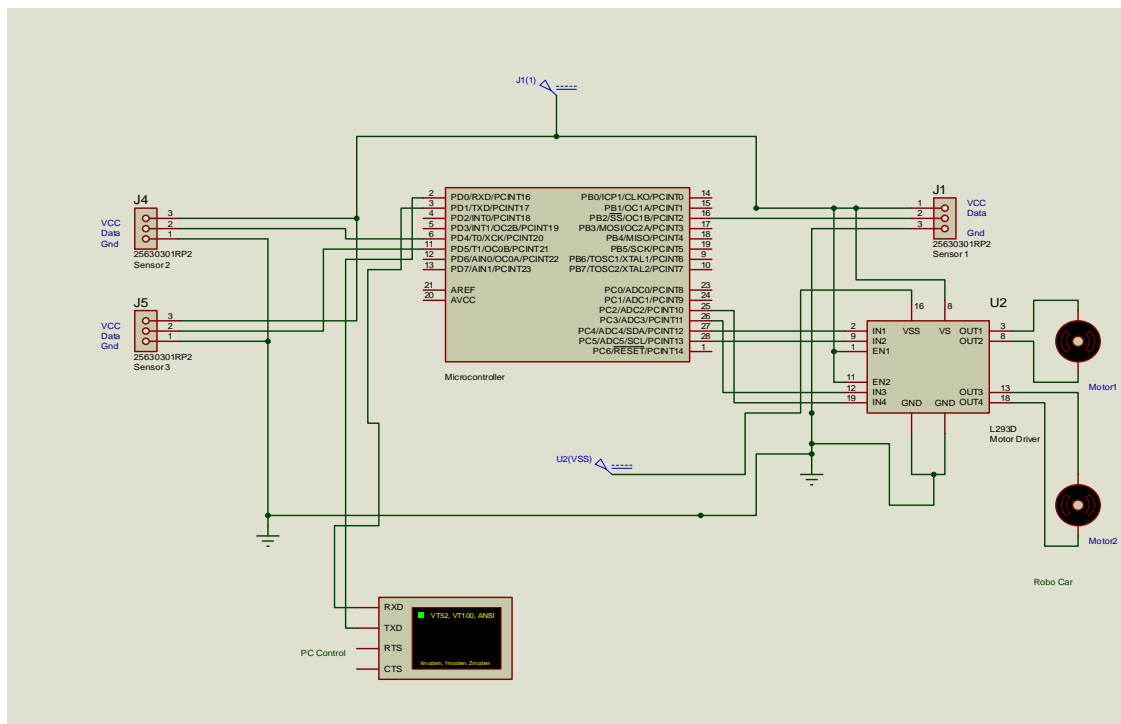 J1(1)
J4
VCC
Data
Gnd
3
2
1
25630301RP2
Sensor 2
J5
VCC
Data
Gnd
3
2
1
25630301RP2
Sensor 3
2
3
4
5
6
11
12
13
21
20
PD0/RXD/PCINT16
PD1/TXD/PCINT17
PD2/INT0/PCINT18
PD3/INT1/OC2B/PCINT19
PD4/T0/XCK/PCINT20
PD5/T1/OC0B/PCINT21
PD6/AIN0/OC0A/PCINT22
PD7/AIN1/PCINT23
AREF
AVCC
PB0/ICP1/CLKO/PCINT0
PB1/OC1A/PCINT1
PB2/SS/OC1B/PCINT2
PB3/MOSI/OC2A/PCINT3
PB4/MISO/PCINT4
PB5/SCK/PCINT5
PB6/TOSC1/XTAL1/PCINT6
PB7/TOSC2/XTAL2/PCINT7
PC0/ADC0/PCINT8
PC1/ADC1/PCINT9
PC2/ADC2/PCINT10
PC3/ADC3/PCINT11
PC4/ADC4/SDA/PCINT12
PC5/ADC5/SCL/PCINT13
PC6/RESET/PCINT14
14
15
16
17
18
19
9
10
23
24
25
26
27
28
1
Microcontroller
J1
1
2
3
VCC
Data
Gnd
25630301RP2
Sensor 1
U2
16
8
2
9
1
11
12
19
IN1
IN2
EN1
EN2
IN3
IN4
VSS
VS
GND
GND
OUT1
OUT2
OUT3
OUT4
3
8
13
18
L293D
Motor Driver
Motor1
Motor2
Robo Car
U2(VSS)
PC Control
RXD
TXD
RTS
CTS
VT52, VT100, ANSI
Xmodem, Ymodem, Zmodem